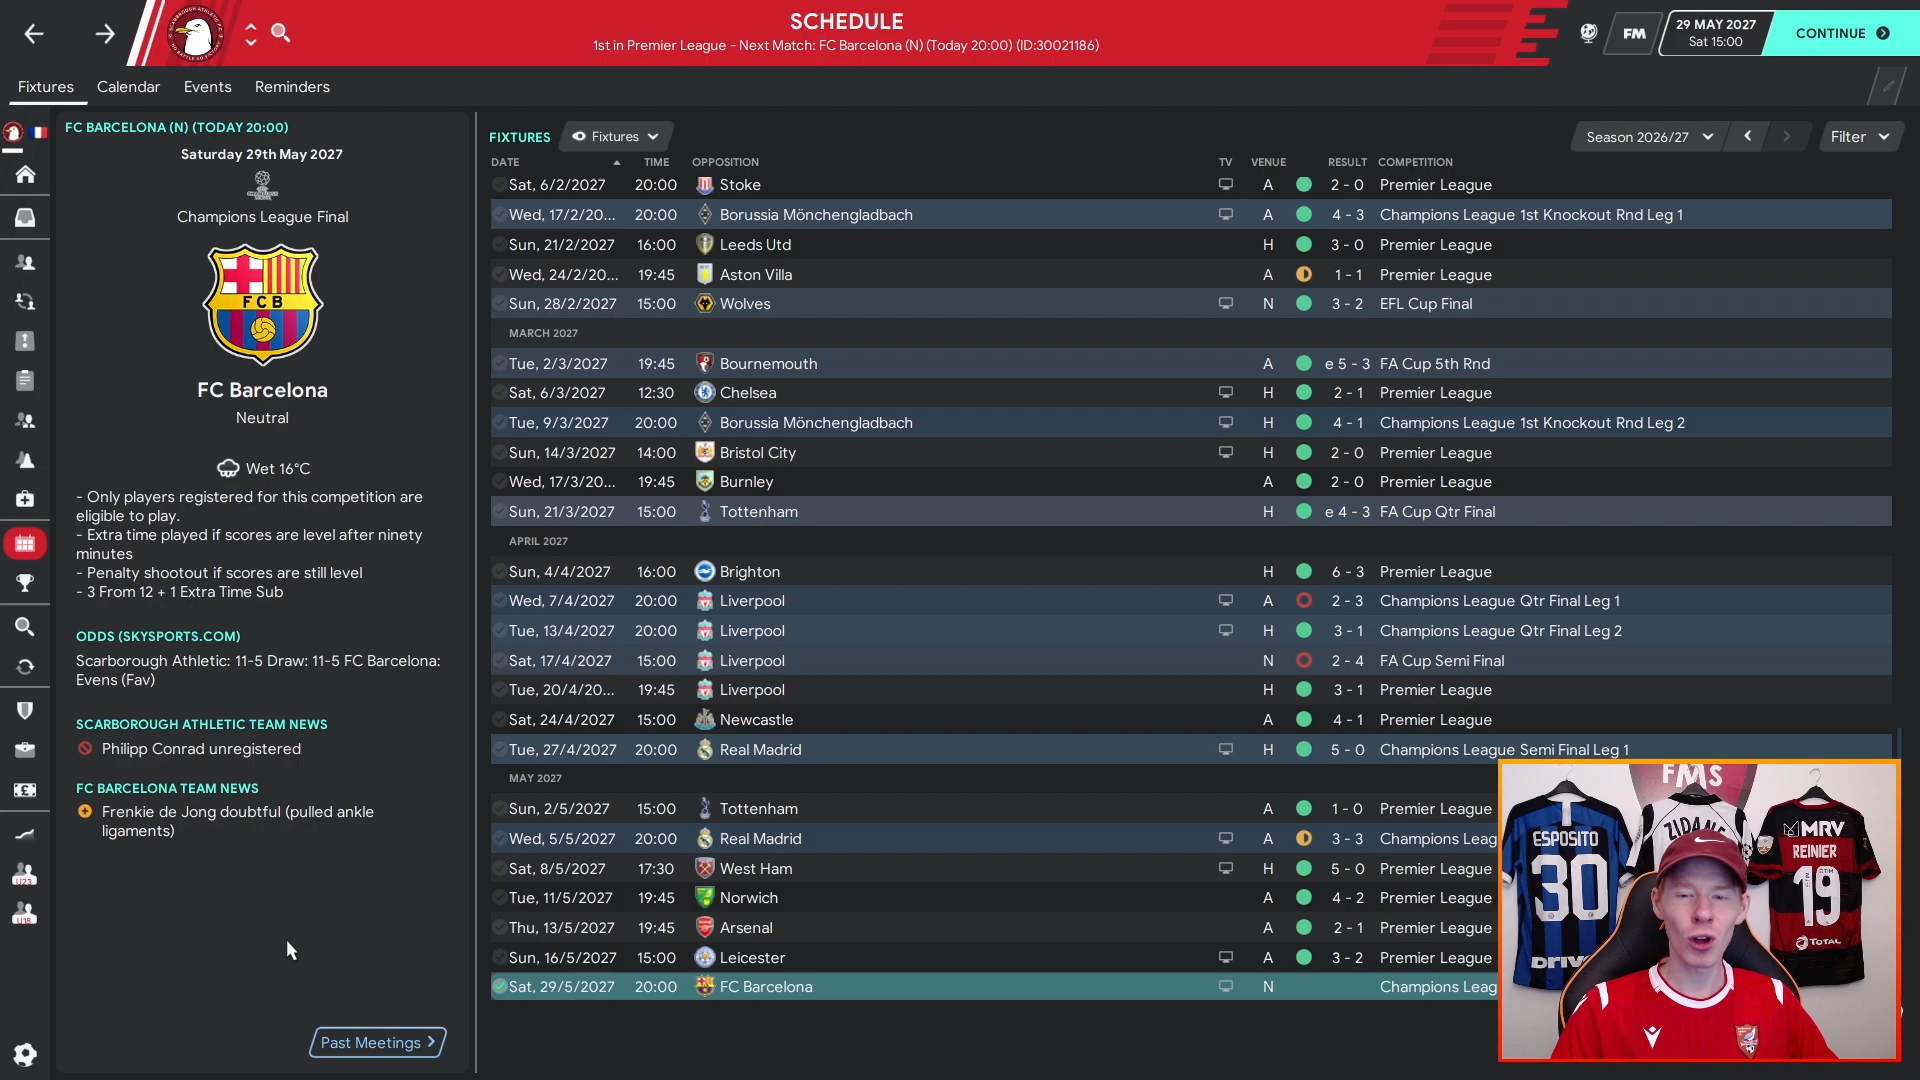 SCHEDULE
1st in Premier League - Next Match: FC Barcelona (N) (Today 20:00) (ID:30021186)
FM
29 MAY 2027
Sat 15:00
CONTINUE
Fixtures
Calendar
Events
Reminders
FC BARCELONA (N) (TODAY 20:00)
Saturday 29th May 2027
Champions League Final
FCB
FC Barcelona
Neutral
Wet 16°C
- Only players registered for this competition are
eligible to play.
- Extra time played if scores are level after ninety
minutes
- Penalty shootout if scores are still level
- 3 From 12 + 1 Extra Time Sub
ODDS (SKYSPORTS.COM)
Scarborough Athletic: 11-5 Draw: 11-5 FC Barcelona:
Evens (Fav)
SCARBOROUGH ATHLETIC TEAM NEWS
Philipp Conrad unregistered
FC BARCELONA TEAM NEWS
Frenkie de Jong doubtful (pulled ankle
ligaments)
Past Meetings
U23
U18
FIXTURES
Fixtures
Season 2026/27
Filter
DATE TIME OPPOSITION TV VENUE RESULT COMPETITION
Sat, 6/2/2027 20:00 Stoke A 2 - 0 Premier League
Wed, 17/2/20... 20:00 Borussia Mönchengladbach A 4 - 3 Champions League 1st Knockout Rnd Leg 1
Sun, 21/2/2027 16:00 Leeds Utd H 3 - 0 Premier League
Wed, 24/2/20... 19:45 Aston Villa A 1 - 1 Premier League
Sun, 28/2/2027 15:00 Wolves N 3 - 2 EFL Cup Final
MARCH 2027
Tue, 2/3/2027 19:45 Bournemouth A e 5 - 3 FA Cup 5th Rnd
Sat, 6/3/2027 12:30 Chelsea H 2 - 1 Premier League
Tue, 9/3/2027 20:00 Borussia Mönchengladbach H 4 - 1 Champions League 1st Knockout Rnd Leg 2
Sun, 14/3/2027 14:00 Bristol City H 2 - 0 Premier League
Wed, 17/3/20... 19:45 Burnley A 2 - 0 Premier League
Sun, 21/3/2027 15:00 Tottenham H e 4 - 3 FA Cup Qtr Final
APRIL 2027
Sun, 4/4/2027 16:00 Brighton H 6 - 3 Premier League
Wed, 7/4/2027 20:00 Liverpool A 2 - 3 Champions League Qtr Final Leg 1
Tue, 13/4/2027 20:00 Liverpool H 3 - 1 Champions League Qtr Final Leg 2
Sat, 17/4/2027 15:00 Liverpool N 2 - 4 FA Cup Semi Final
Tue, 20/4/20... 19:45 Liverpool H 3 - 1 Premier League
Sat, 24/4/2027 15:00 Newcastle A 4 - 1 Premier League
Tue, 27/4/2027 20:00 Real Madrid H 5 - 0 Champions League Semi Final Leg 1
MAY 2027
Sun, 2/5/2027 15:00 Tottenham A 1 - 0 Premier League
Wed, 5/5/2027 20:00 Real Madrid A 3 - 3 Champions Leag
Sat, 8/5/2027 17:30 West Ham H 5 - 0 Premier League
Tue, 11/5/2027 19:45 Norwich A 4 - 2 Premier League
Thu, 13/5/2027 19:45 Arsenal A 2 - 1 Premier League
Sun, 16/5/2027 15:00 Leicester A 3 - 2 Premier League
Sat, 29/5/2027 20:00 FC Barcelona N Champions Leag
FMS
ESPOSITO
30
ZIDANE
MRV
REINIER
19
TOTAL